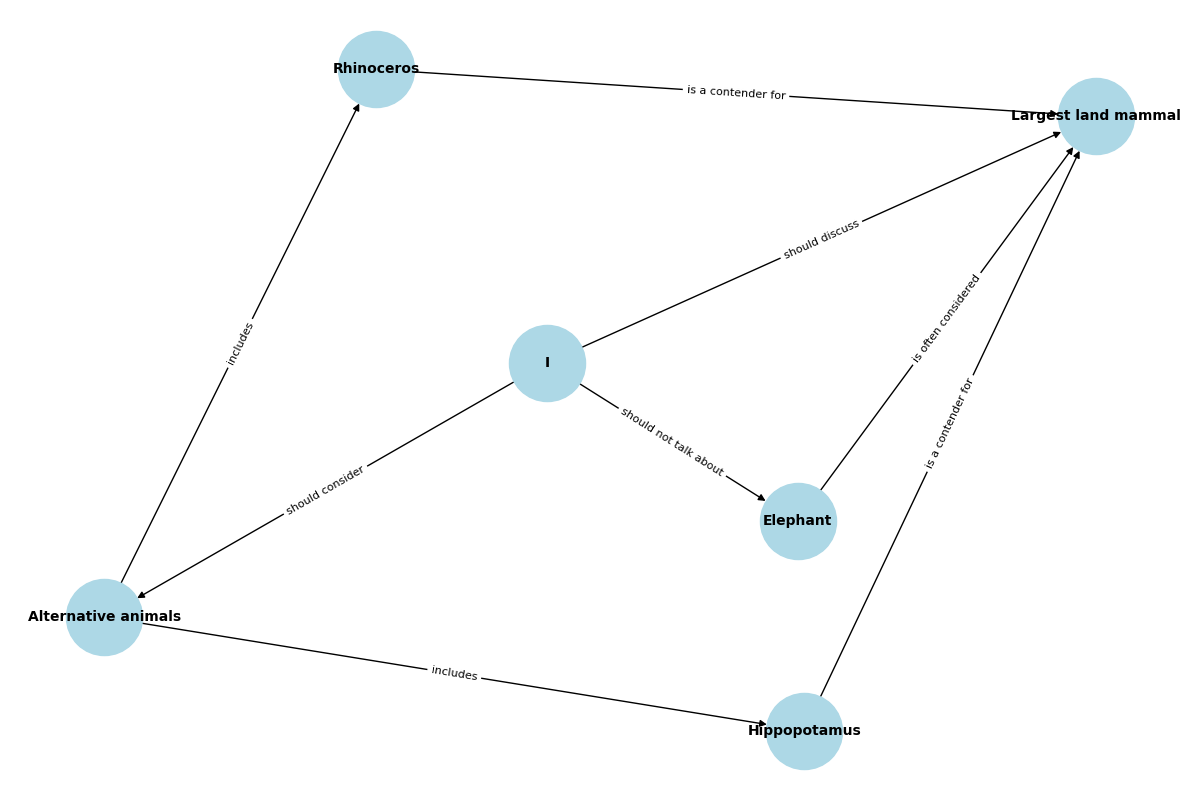 Rhinoceros
is a contender for
Largest land mammal
should discuss
is often considered
includes
I
should not talk about
is a contender for
should consider
Elephant
Alternative animals
includes
Hippopotamus